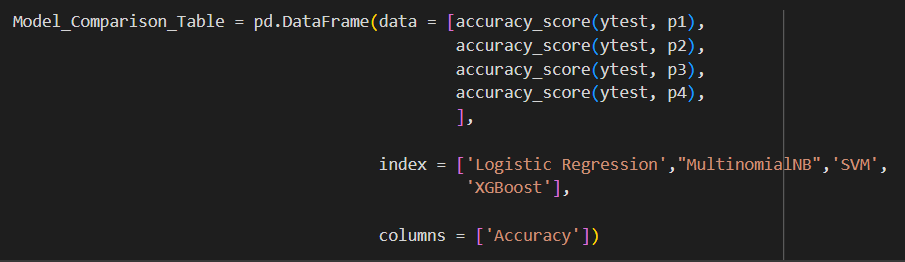 Model_Comparison_Table = pd.DataFrame(data = [accuracy_score(ytest, p1),
accuracy_score(ytest, p2),
accuracy_score(ytest, p3),
accuracy_score(ytest, p4),
],
index = ['Logistic Regression',"MultinomialNB",'SVM',
'XGBoost'],
columns = ['Accuracy'])